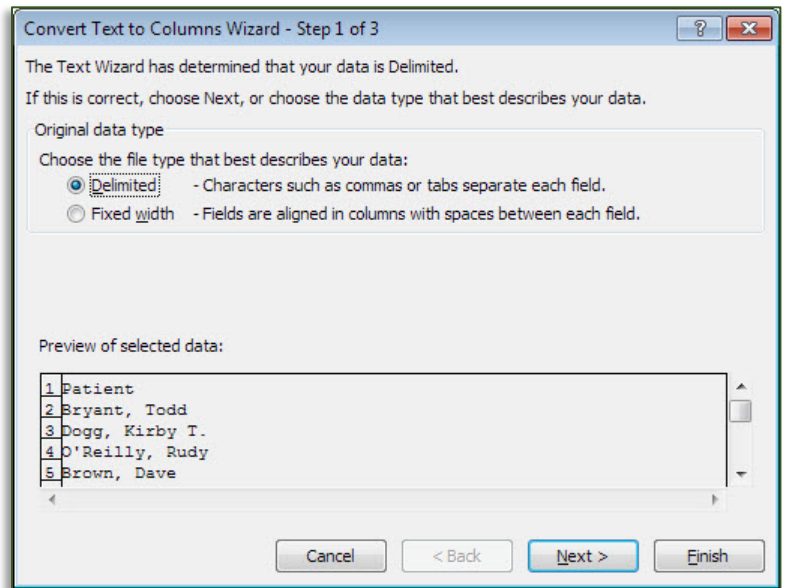 Convert Text to Columns Wizard - Step 1 of 3
The Text Wizard has determined that your data is Delimited.
If this is correct, choose Next, or choose the data type that best describes your data.
Original data type
Choose the file type that best describes your data:
Delimited - Characters such as commas or tabs separate each field.
Fixed width - Fields are aligned in columns with spaces between each field.
Preview of selected data:
1 Patient
2 Bryant, Todd
3 Dogg, Kirby T.
4 O'Reilly, Rudy
5 Brown, Dave
Cancel < Back Next > Finish